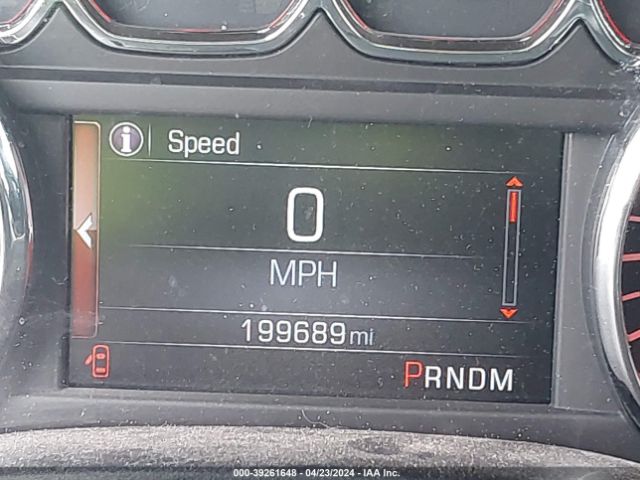 i Speed
0
MPH
199689 mi
PRNDM
000-39261648 - 04/23/2024 - IAA Inc.